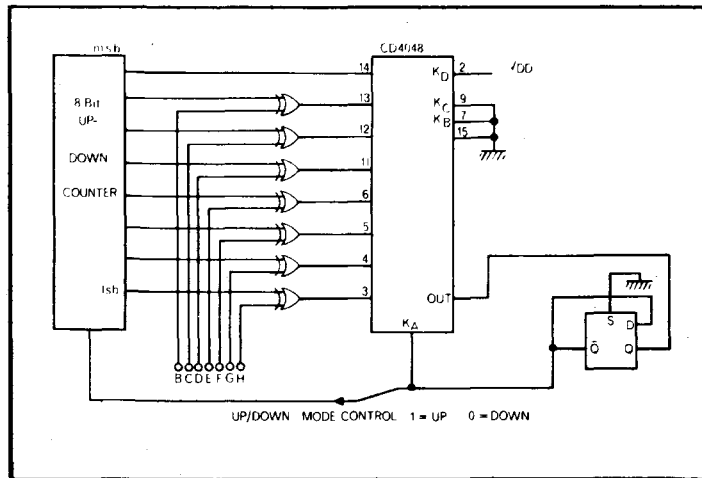 msb
CD4048
8 Bit
UP-
DOWN
COUNTER
lsb
14
13
12
11
6
5
4
3
KD
2
VDD
KC
9
KB
7
15
OUT
KA
S
D
Q̄
Q
B C D E F G H
UP/DOWN MODE CONTROL 1 = UP 0 = DOWN